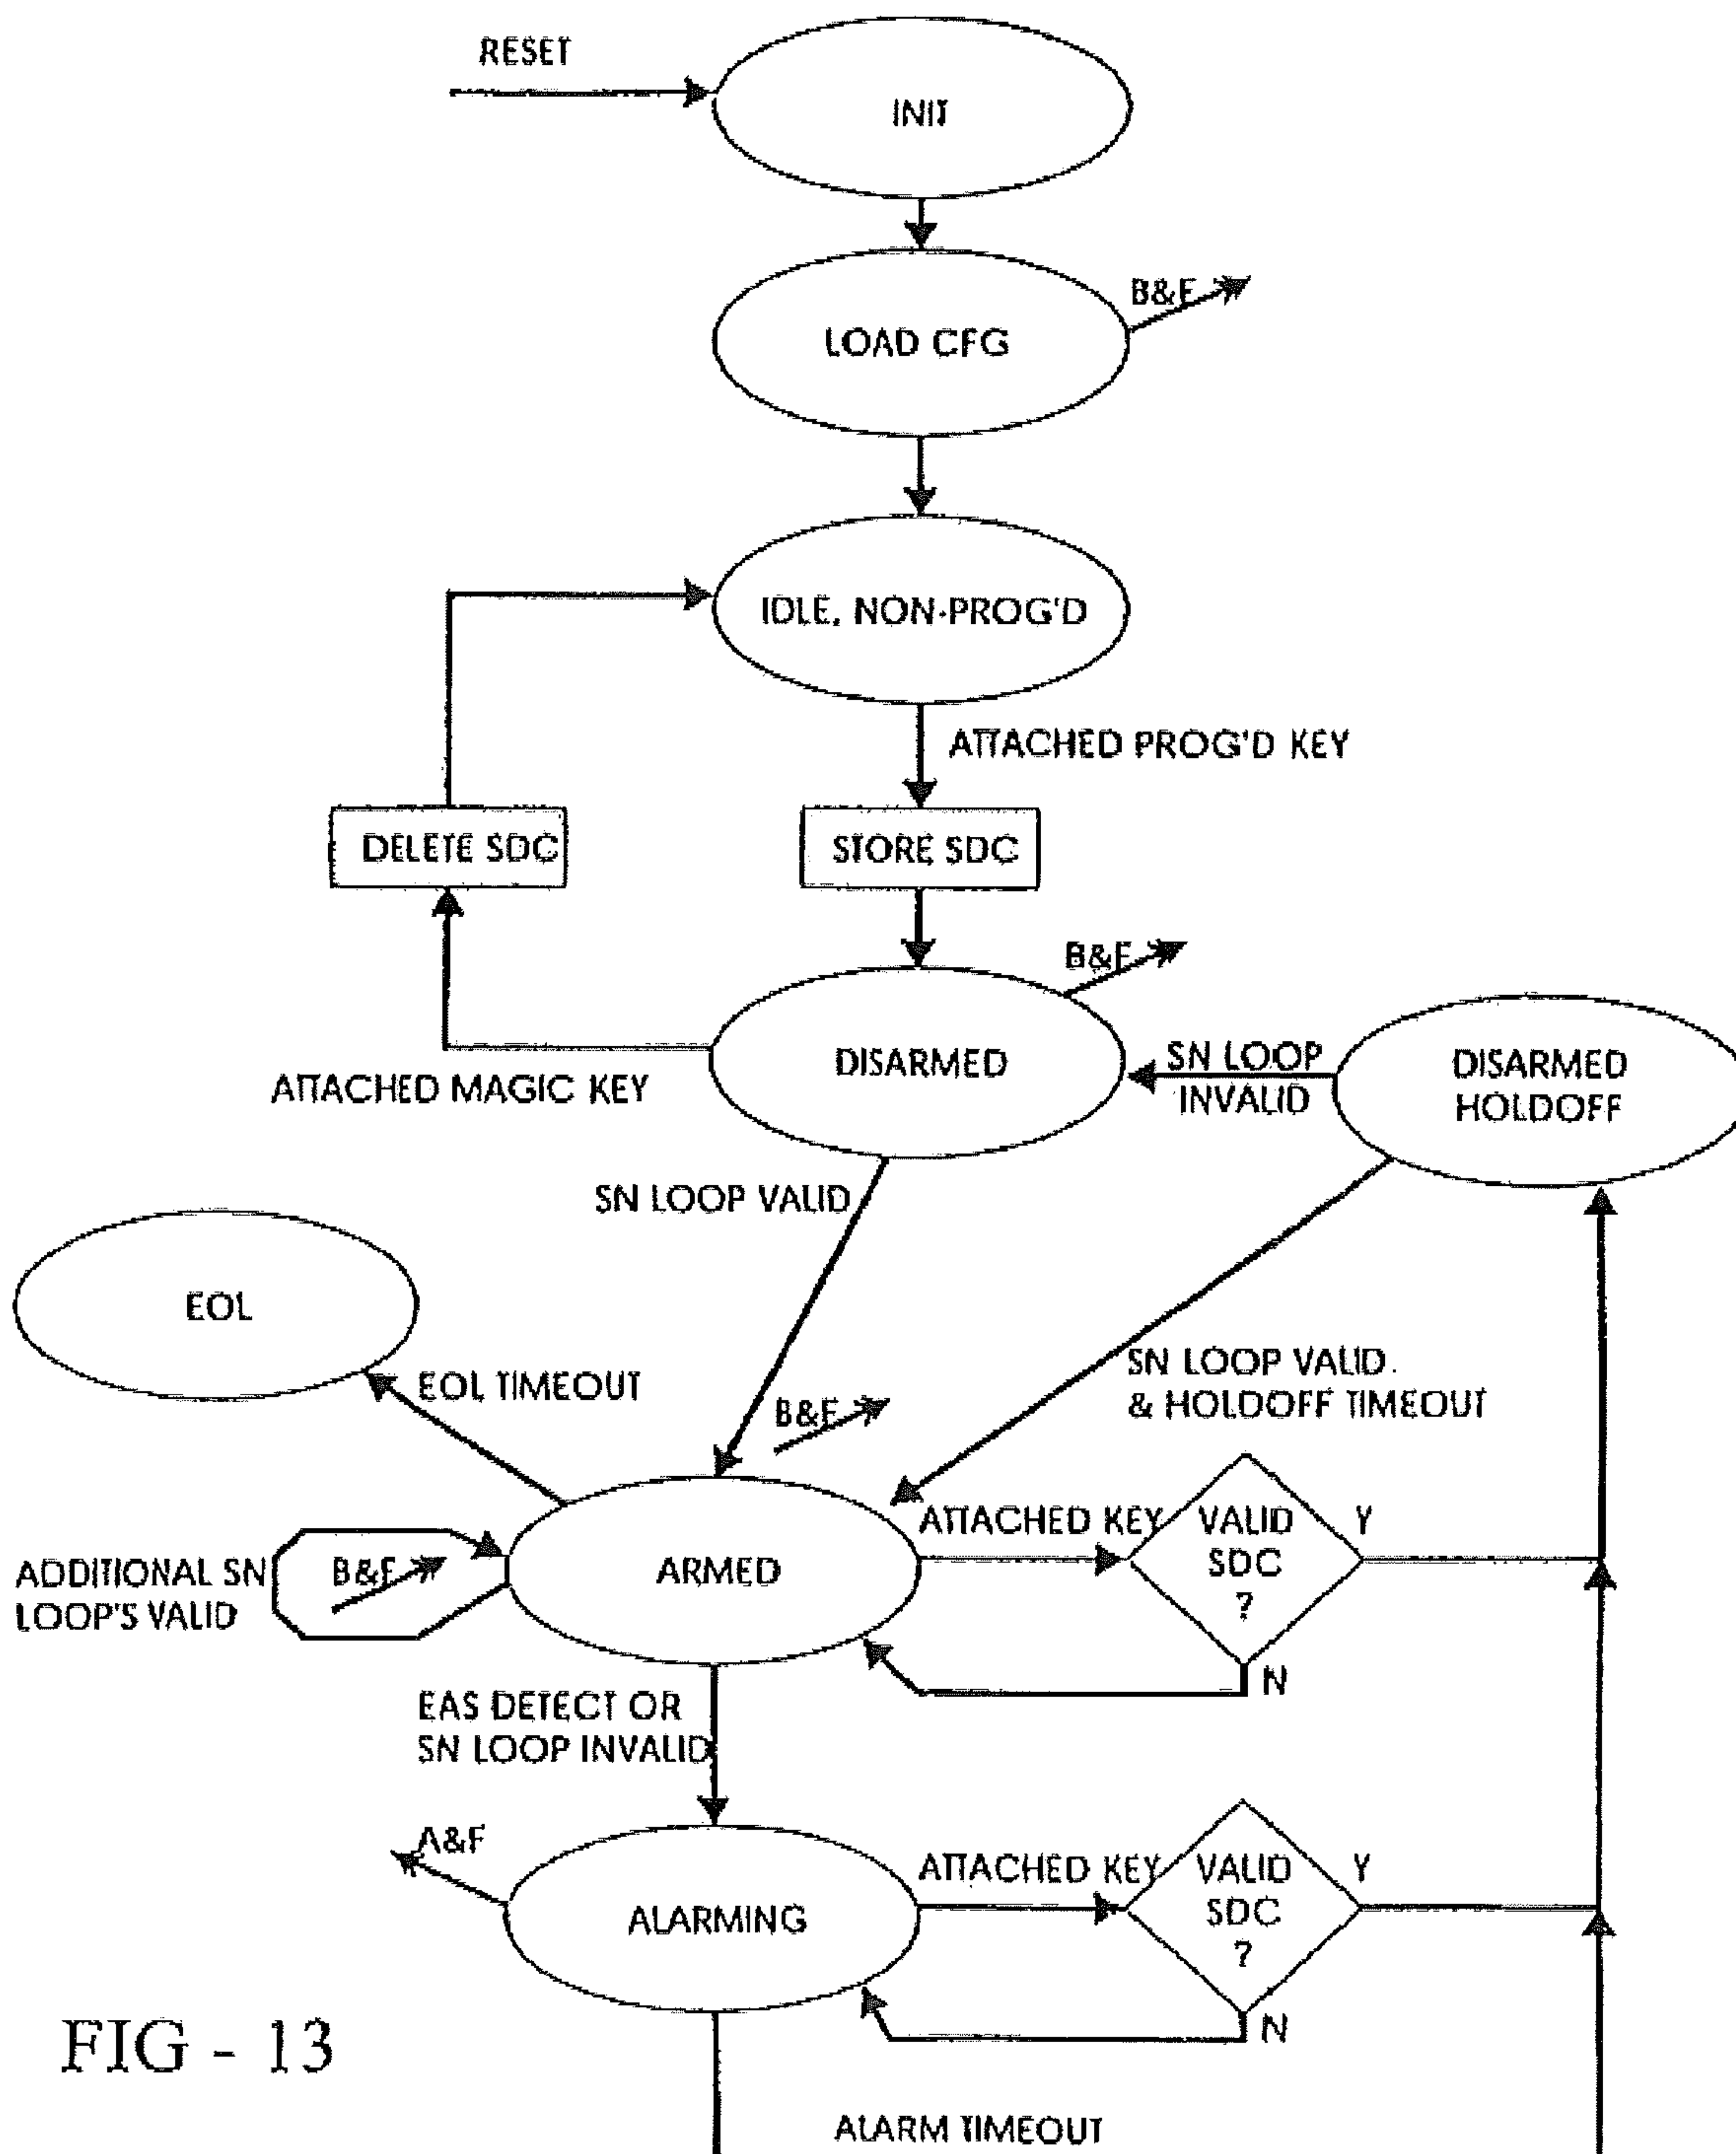 RESET
INIT
LOAD CFG
B&F
IDLE, NON-PROG'D
ATTACHED PROG'D KEY
DELETE SDC
STORE SDC
B&F
DISARMED
SN LOOP
INVALID
DISARMED
HOLDOFF
ATTACHED MAGIC KEY
SN LOOP VALID
EOL
EOL TIMEOUT
SN LOOP VALID
& HOLDOFF TIMEOUT
B&F
ATTACHED KEY
VALID
SDC
?
Y
N
ARMED
ADDITIONAL SN
LOOP'S VALID
B&F
EAS DETECT OR
SN LOOP INVALID
A&F
ALARMING
ATTACHED KEY
VALID
SDC
?
Y
N
FIG - 13
ALARM TIMEOUT